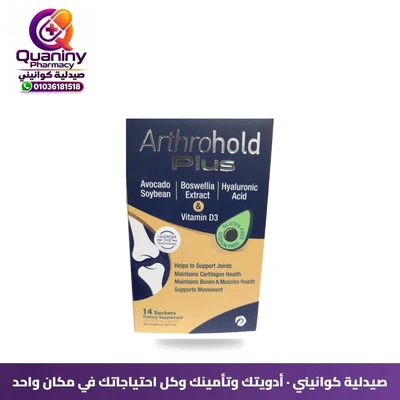 Quaniny
Pharmacy
صيدلية كوانيني
01036181518
Arthrohold
Plus
Avocado
Soybean
Boswellia
Extract
Hyaluronic
Acid
&
Vitamin D3
GLUTEN FREE
Helps to Support Joints
Maintains Cartilages Health
Maintains Bones & Muscles Health
Supports Movement
14 Sachets
Dietary Supplement
صيدلية كوانيني - أدويتك وتأمينك وكل احتياجاتك في مكان واحد